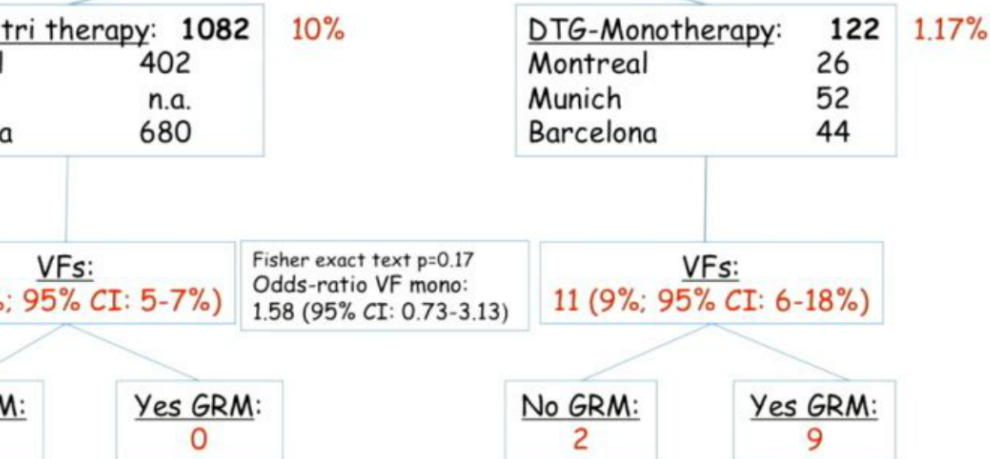 tri therapy: 1082 10%
402
n.a.
a 680
DTG-Monotherapy: 122 1.17%
Montreal 26
Munich 52
Barcelona 44
VFs:
; 95% CI: 5-7%)
Fisher exact text p=0.17
Odds-ratio VF mono:
1.58 (95% CI: 0.73-3.13)
VFs:
11 (9%; 95% CI: 6-18%)
M:
Yes GRM:
0
No GRM:
2
Yes GRM:
9